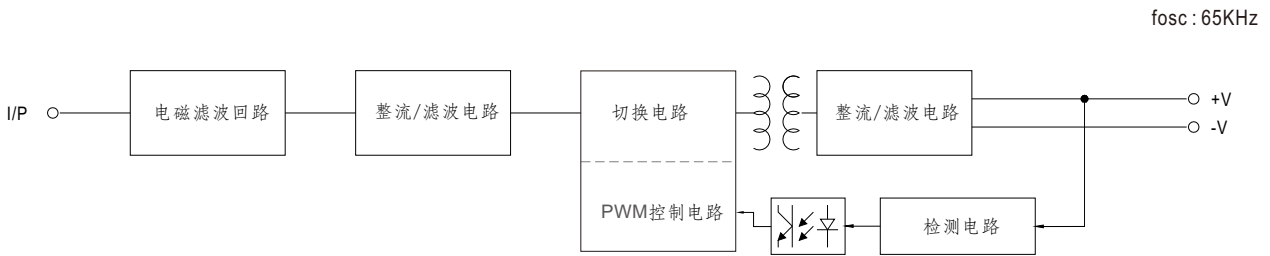 fosc : 65KHz
I/P
电磁滤波回路
整流/滤波电路
切换电路
整流/滤波电路
+V
-V
PWM控制电路
检测电路